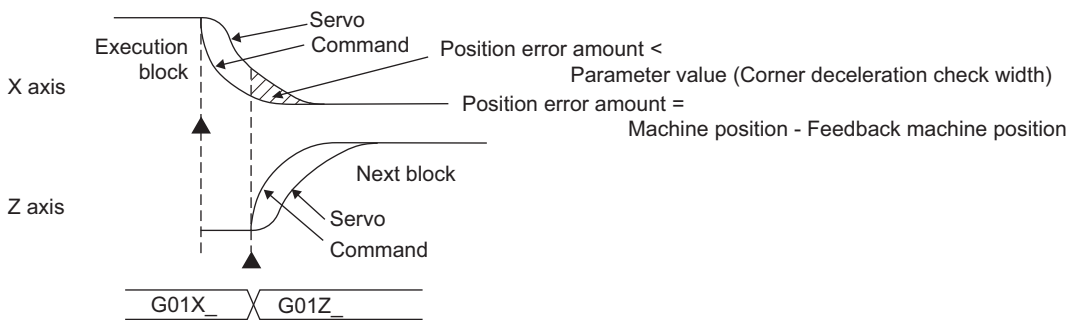 Servo
Command
Execution
block
Position error amount <
Parameter value (Corner deceleration check width)
X axis
Position error amount =
Machine position - Feedback machine position
Next block
Z axis
Servo
Command
G01X_
G01Z_